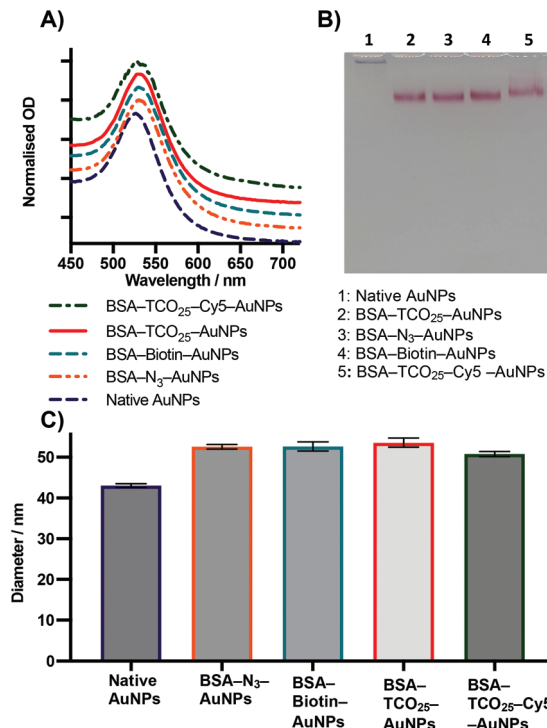 A)
Normalised OD
450 500 550 600 650 700
Wavelength / nm
BSA–TCO25–Cy5–AuNPs
BSA–TCO25–AuNPs
BSA–Biotin–AuNPs
BSA–N3–AuNPs
Native AuNPs
B)
1 2 3 4 5
1: Native AuNPs
2: BSA–TCO25–AuNPs
3: BSA–N3–AuNPs
4: BSA–Biotin–AuNPs
5: BSA–TCO25–Cy5 –AuNPs
C)
Diameter / nm
50
40
30
20
10
0
Native
AuNPs
BSA–N3–
AuNPs
BSA–
Biotin–
AuNPs
BSA–
TCO25–
AuNPs
BSA–
TCO25–Cy5
–AuNPs